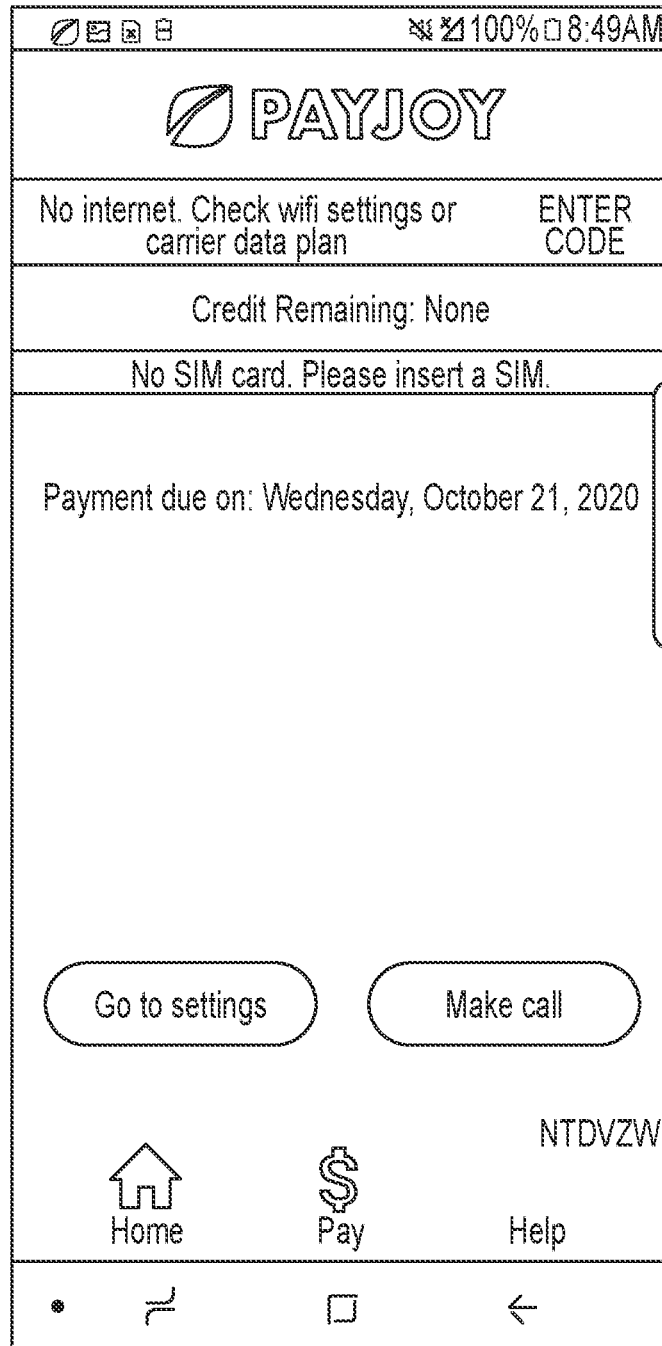 100% 8:49AM
PAYJOY
No internet. Check wifi settings or
carrier data plan
ENTER
CODE
Credit Remaining: None
No SIM card. Please insert a SIM.
Payment due on: Wednesday, October 21, 2020
Go to settings
Make call
NTDVZW
Home
Pay
Help